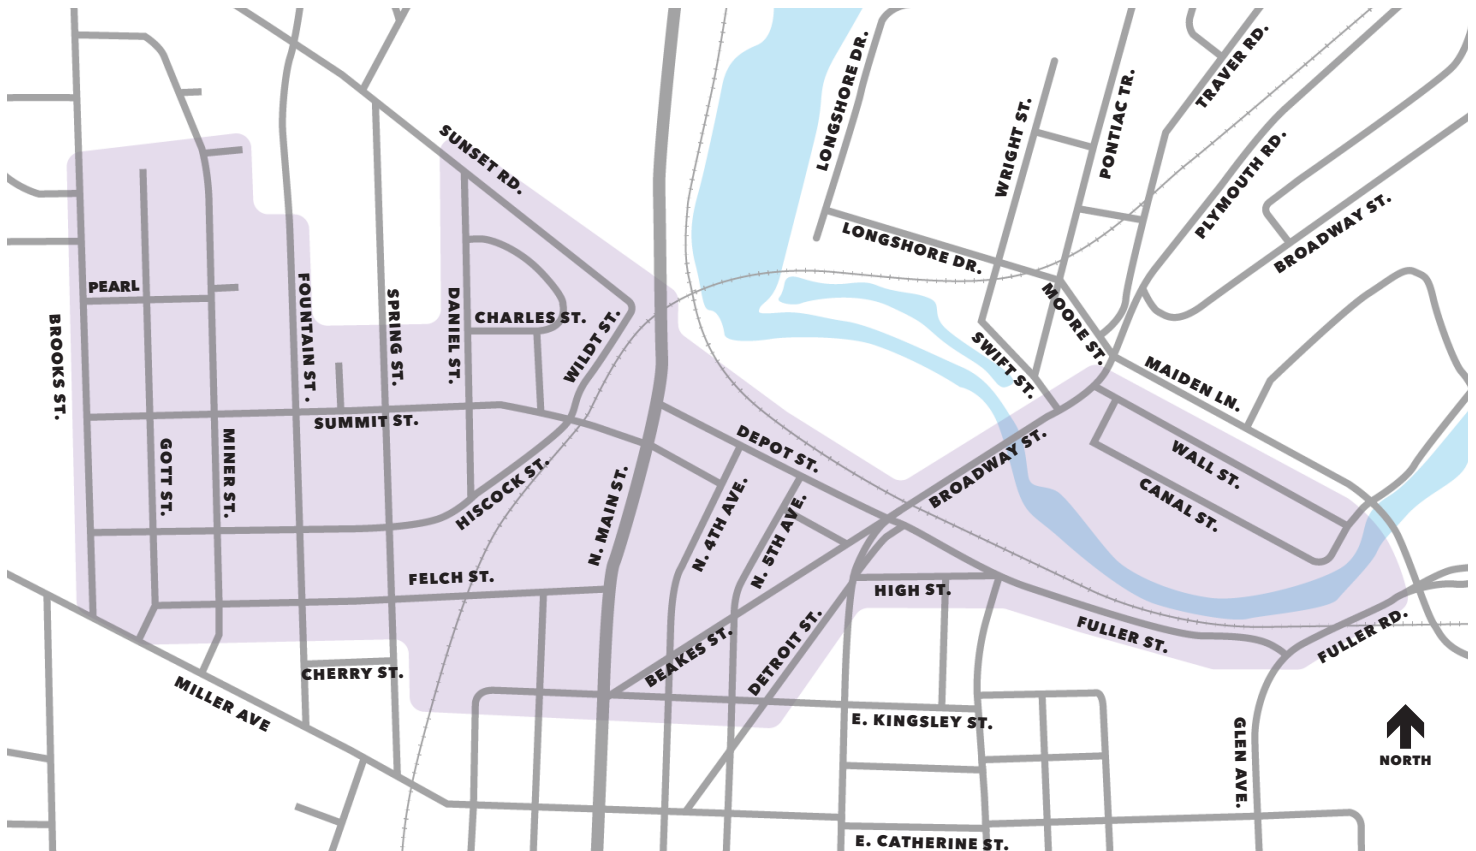 LONGSHORE DR.
TRAVER RD.
PONTIAC TR.
WRIGHT ST.
SUNSET RD.
PLYMOUTH RD.
BROADWAY ST.
LONGSHORE DR.
PEARL
FOUNTAIN ST.
SPRING ST.
DANIEL ST.
CHARLES ST.
WILDT ST.
MOORE ST.
BROOKS ST.
SWIFT ST.
MAIDEN LN.
SUMMIT ST.
GOTT ST.
MINER ST.
DEPOT ST.
BROADWAY ST.
WALL ST.
CANAL ST.
HISCOCK ST.
N. MAIN ST.
N. 4TH AVE.
N. 5TH AVE.
FELCH ST.
HIGH ST.
FULLER ST.
FULLER RD.
BEAKES ST.
DETROIT ST.
CHERRY ST.
MILLER AVE
E. KINGSLEY ST.
GLEN AVE.
NORTH
E. CATHERINE ST.